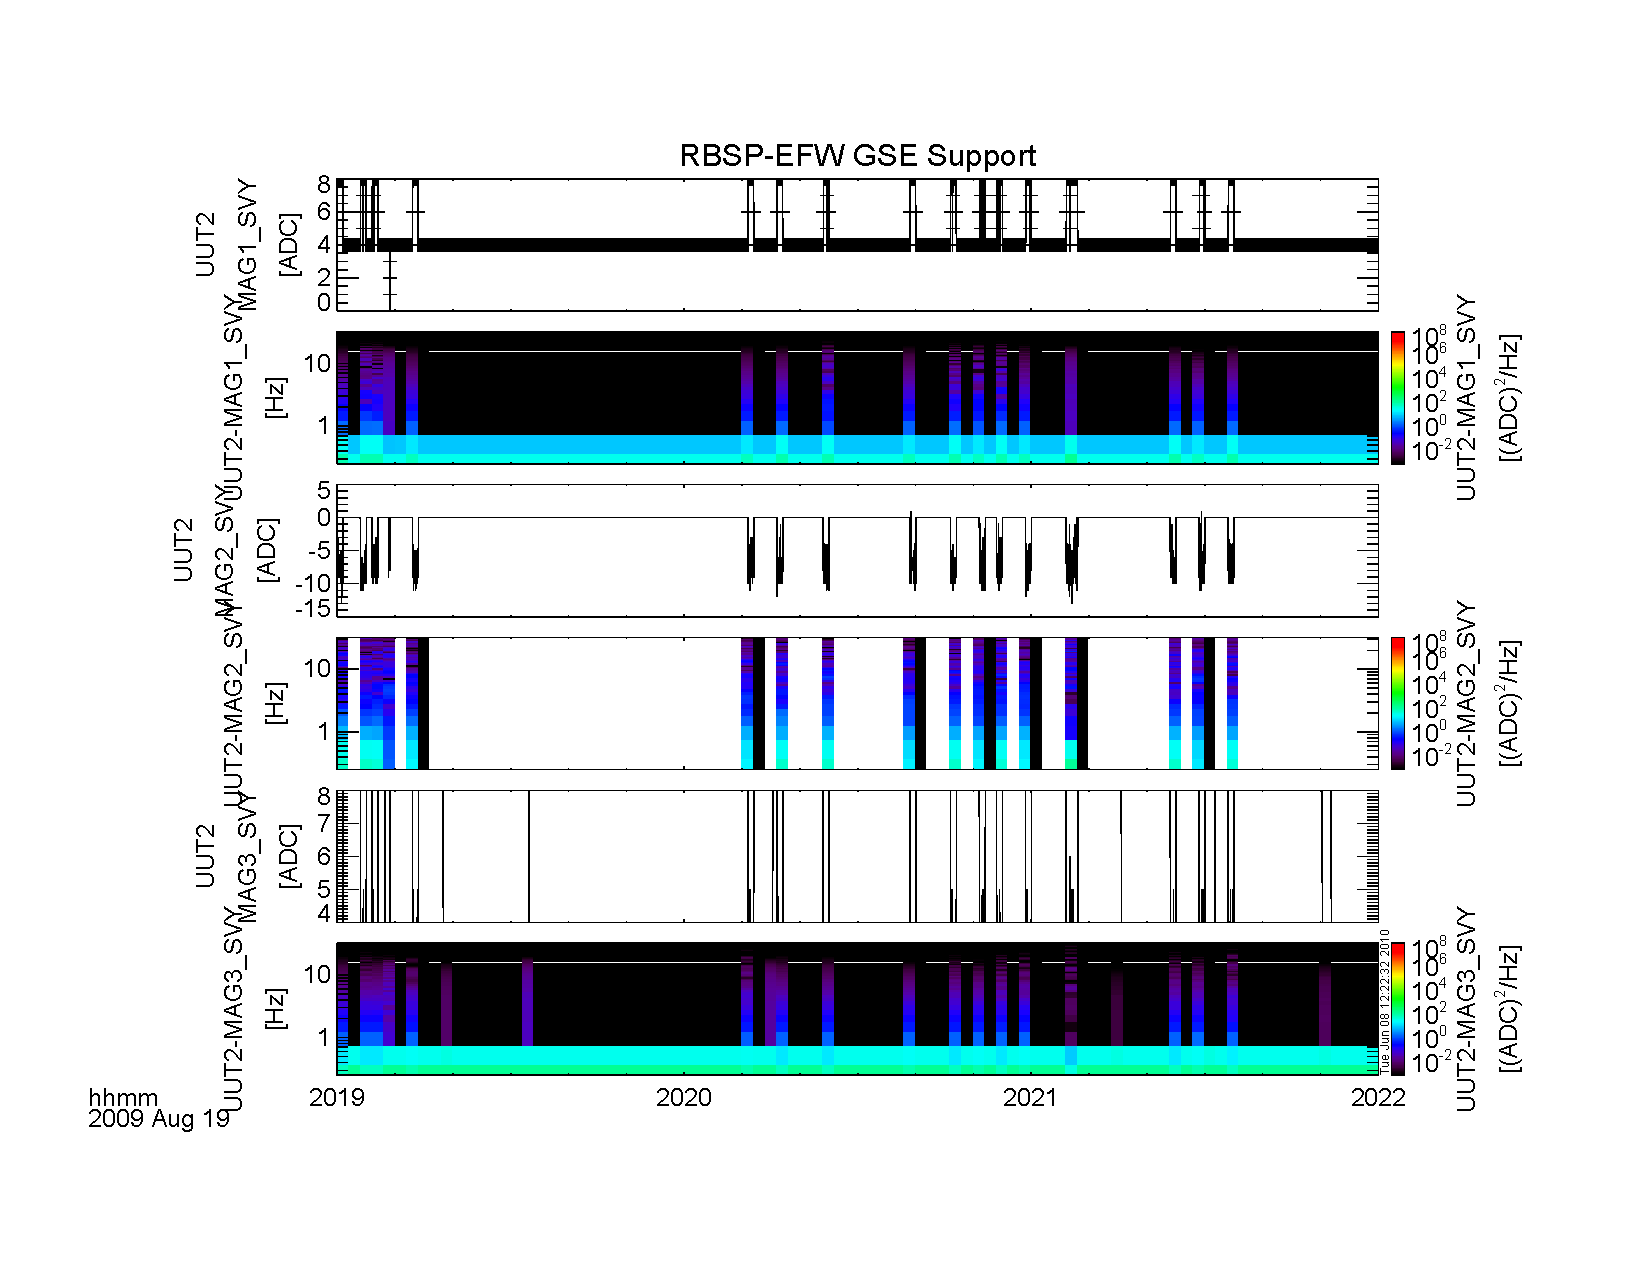 RBSP-EFW GSE Support
UUT2
MAG1_SVY
[ADC]
8
6
4
2
0
UUT2-MAG1_SVY
[Hz]
10
1
10^8
10^6
10^4
10^2
10^0
10^-2
UUT2-MAG1_SVY
[(ADC)^2/Hz]
UUT2
MAG2_SVY
[ADC]
5
0
-5
-10
-15
UUT2-MAG2_SVY
[Hz]
10
1
10^8
10^6
10^4
10^2
10^0
10^-2
UUT2-MAG2_SVY
[(ADC)^2/Hz]
UUT2
MAG3_SVY
[ADC]
8
7
6
5
4
UUT2-MAG3_SVY
[Hz]
10
1
10^8
10^6
10^4
10^2
10^0
10^-2
UUT2-MAG3_SVY
[(ADC)^2/Hz]
Tue Jun 08 12:22:32 2010
hhmm
2009 Aug 19
2019 2020 2021 2022